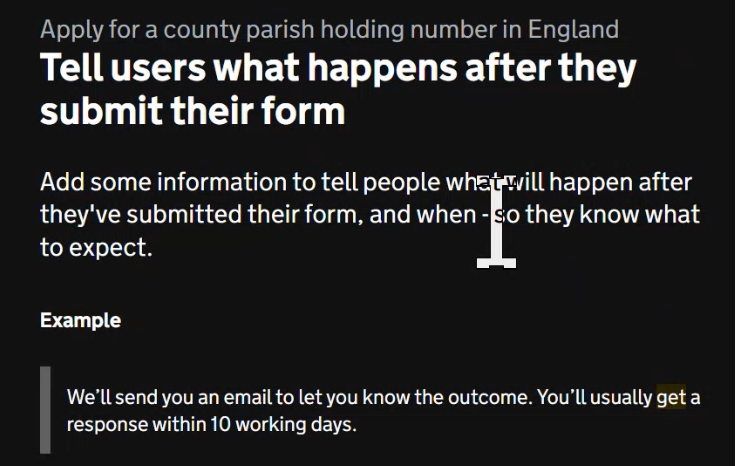 Apply for a county parish holding number in England
Tell users what happens after they
submit their form
Add some information to tell people what will happen after
they've submitted their form, and when - so they know what
to expect.
Example
We’ll send you an email to let you know the outcome. You’ll usually get a
response within 10 working days.